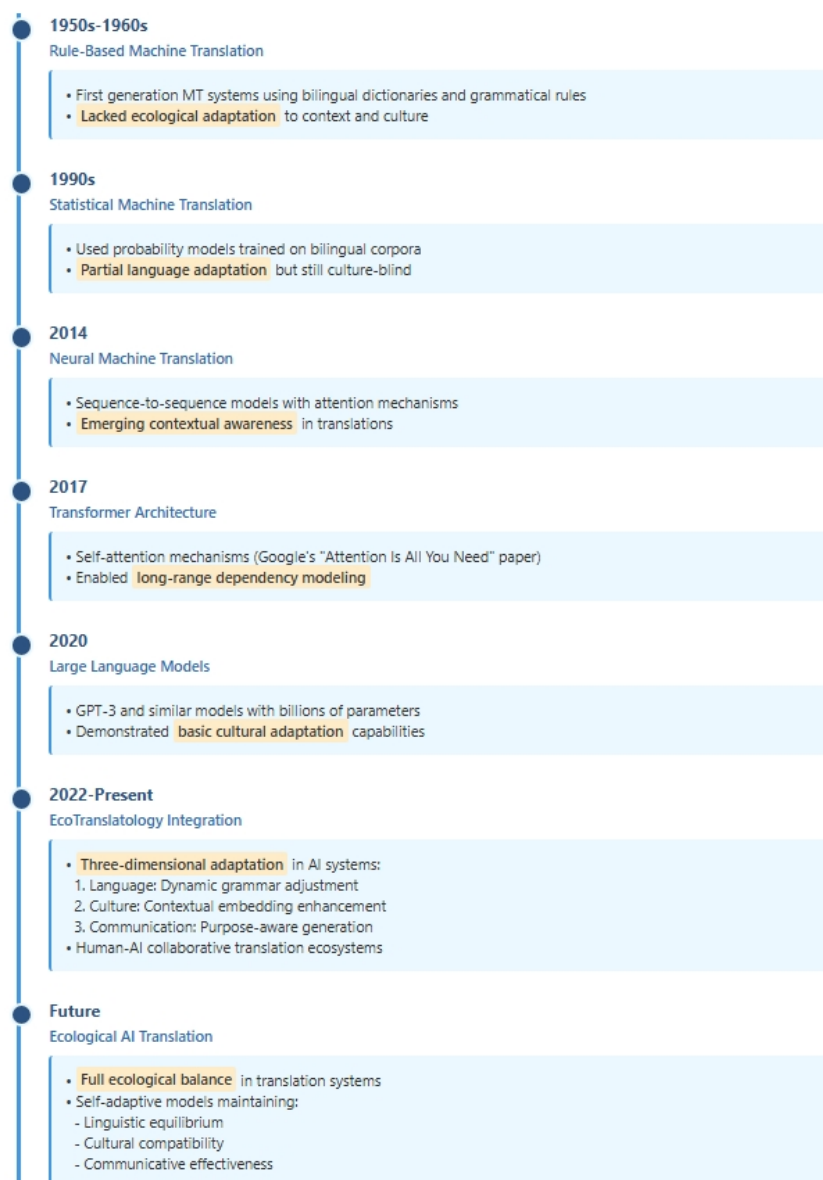 1950s-1960s
Rule-Based Machine Translation
• First generation MT systems using bilingual dictionaries and grammatical rules
• Lacked ecological adaptation to context and culture
1990s
Statistical Machine Translation
• Used probability models trained on bilingual corpora
• Partial language adaptation but still culture-blind
2014
Neural Machine Translation
• Sequence-to-sequence models with attention mechanisms
• Emerging contextual awareness in translations
2017
Transformer Architecture
• Self-attention mechanisms (Google's "Attention Is All You Need" paper)
• Enabled long-range dependency modeling
2020
Large Language Models
• GPT-3 and similar models with billions of parameters
• Demonstrated basic cultural adaptation capabilities
2022-Present
EcoTranslatology Integration
• Three-dimensional adaptation in AI systems:
1. Language: Dynamic grammar adjustment
2. Culture: Contextual embedding enhancement
3. Communication: Purpose-aware generation
• Human-AI collaborative translation ecosystems
Future
Ecological AI Translation
• Full ecological balance in translation systems
• Self-adaptive models maintaining:
- Linguistic equilibrium
- Cultural compatibility
- Communicative effectiveness